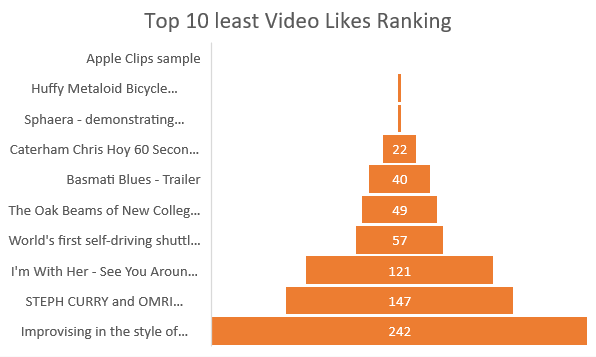 Top 10 least Video Likes Ranking
Apple Clips sample
Huffy Metaloid Bicycle...
Sphaera - demonstrating...
Caterham Chris Hoy 60 Secon... 22
Basmati Blues - Trailer 40
The Oak Beams of New Colleg... 49
World's first self-driving shuttl... 57
I'm With Her - See You Aroun... 121
STEPH CURRY and OMRI... 147
Improvising in the style of... 242